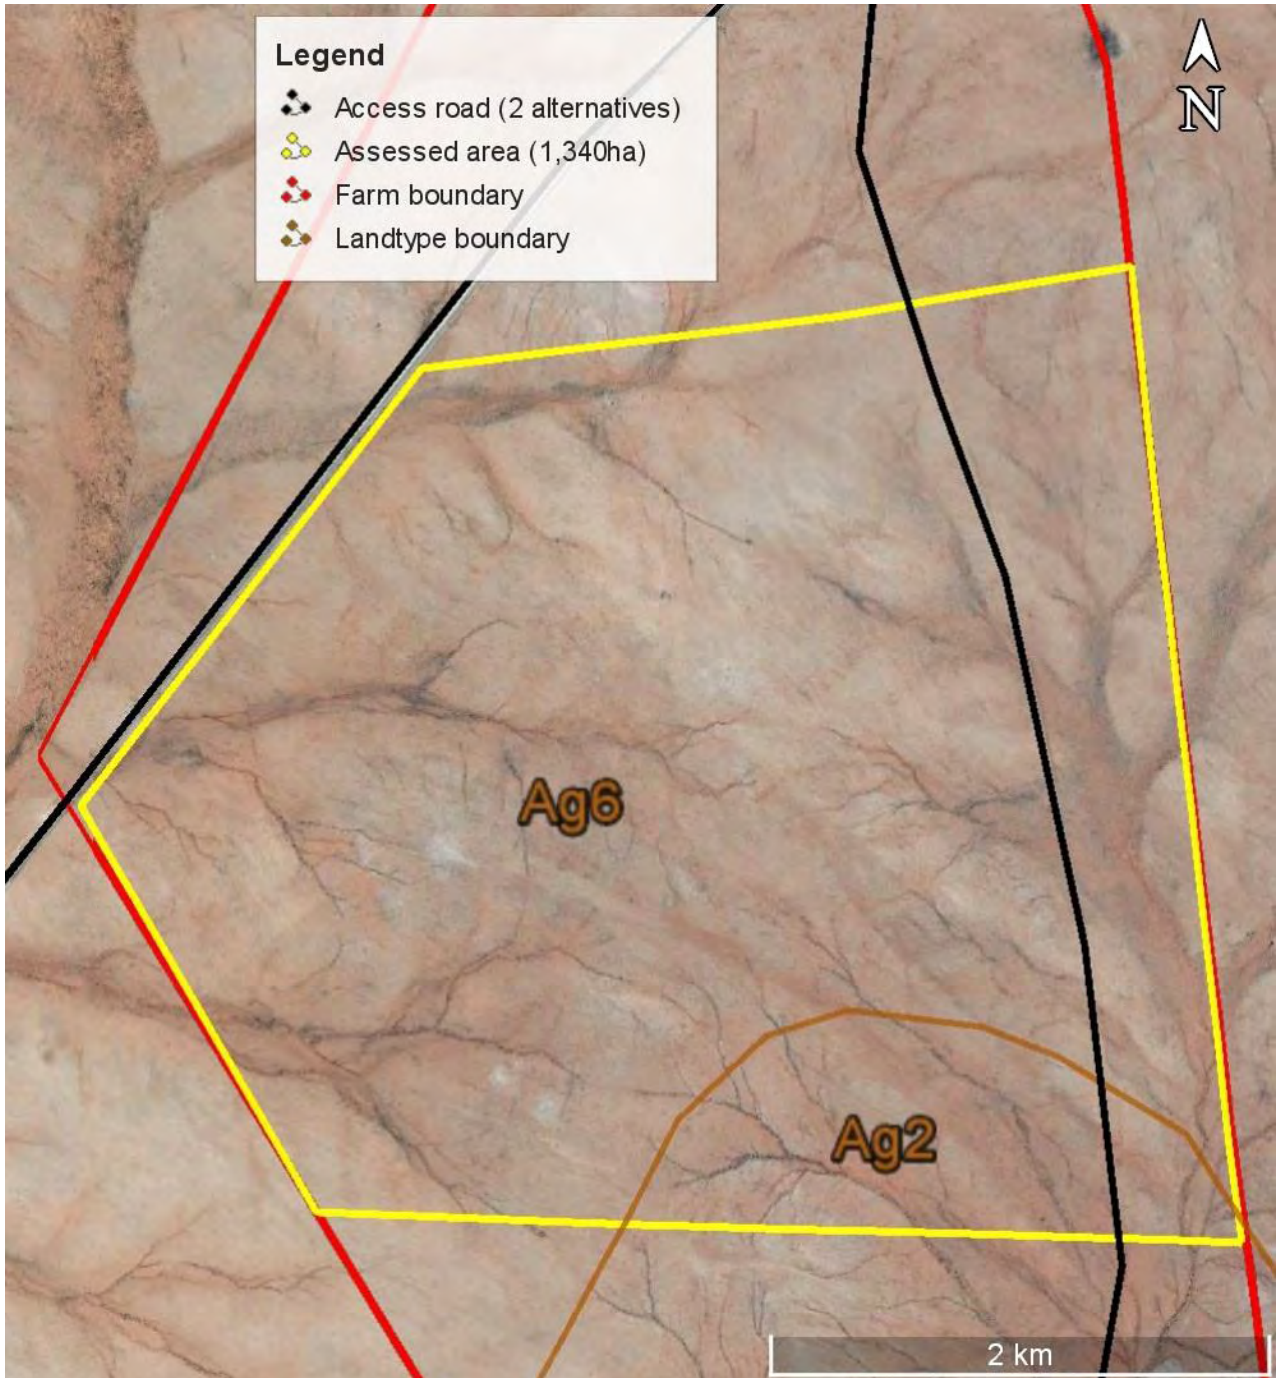 Legend
Access road (2 alternatives)
Assessed area (1,340ha)
Farm boundary
Landtype boundary
N
Ag6
Ag2
2 km